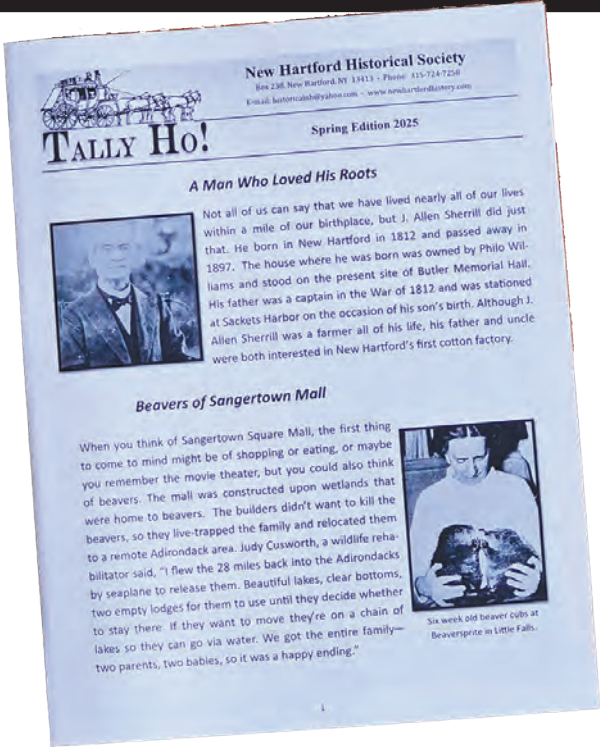 New Hartford Historical Society
Box 238, New Hartford, NY 13413 - Phone: 315-724-7258
E-mail: historicalnh@yahoo.com - www.newhartfordhistory.com
TALLY HO!
Spring Edition 2025
A Man Who Loved His Roots
Not all of us can say that we have lived nearly all of our lives
within a mile of our birthplace, but J. Allen Sherrill did just
that. He born in New Hartford in 1812 and passed away in
1897. The house where he was born was owned by Philo Wil-
liams and stood on the present site of Butler Memorial Hall.
His father was a captain in the War of 1812 and was stationed
at Sackets Harbor on the occasion of his son's birth. Although J.
Allen Sherrill was a farmer all of his life, his father and uncle
were both interested in New Hartford's first cotton factory.
Beavers of Sangertown Mall
When you think of Sangertown Square Mall, the first thing
to come to mind might be of shopping or eating, or maybe
you remember the movie theater, but you could also think
of beavers. The mall was constructed upon wetlands that
were home to beavers. The builders didn't want to kill the
beavers, so they live-trapped the family and relocated them
to a remote Adirondack area. Judy Cusworth, a wildlife reha-
bilitator said, "I flew the 28 miles back into the Adirondacks
by seaplane to release them. Beautiful lakes, clear bottoms,
two empty lodges for them to use until they decide whether
to stay there. If they want to move they're on a chain of
lakes so they can go via water. We got the entire family—
two parents, two babies, so it was a happy ending."
Six week old beaver cubs at
Beaversprite in Little Falls.
1